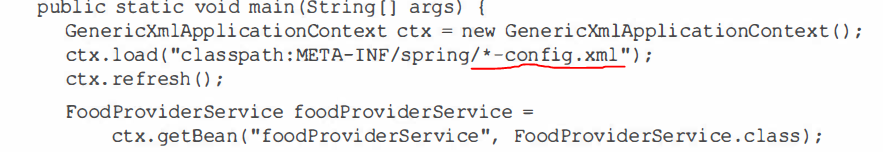 public static void main(String[] args) {
GenericXmlApplicationContext ctx = new GenericXmlApplicationContext();
ctx.load("classpath:META-INF/spring/*-config.xml");
ctx.refresh();
FoodProviderService foodProviderService =
ctx.getBean("foodProviderService", FoodProviderService.class);